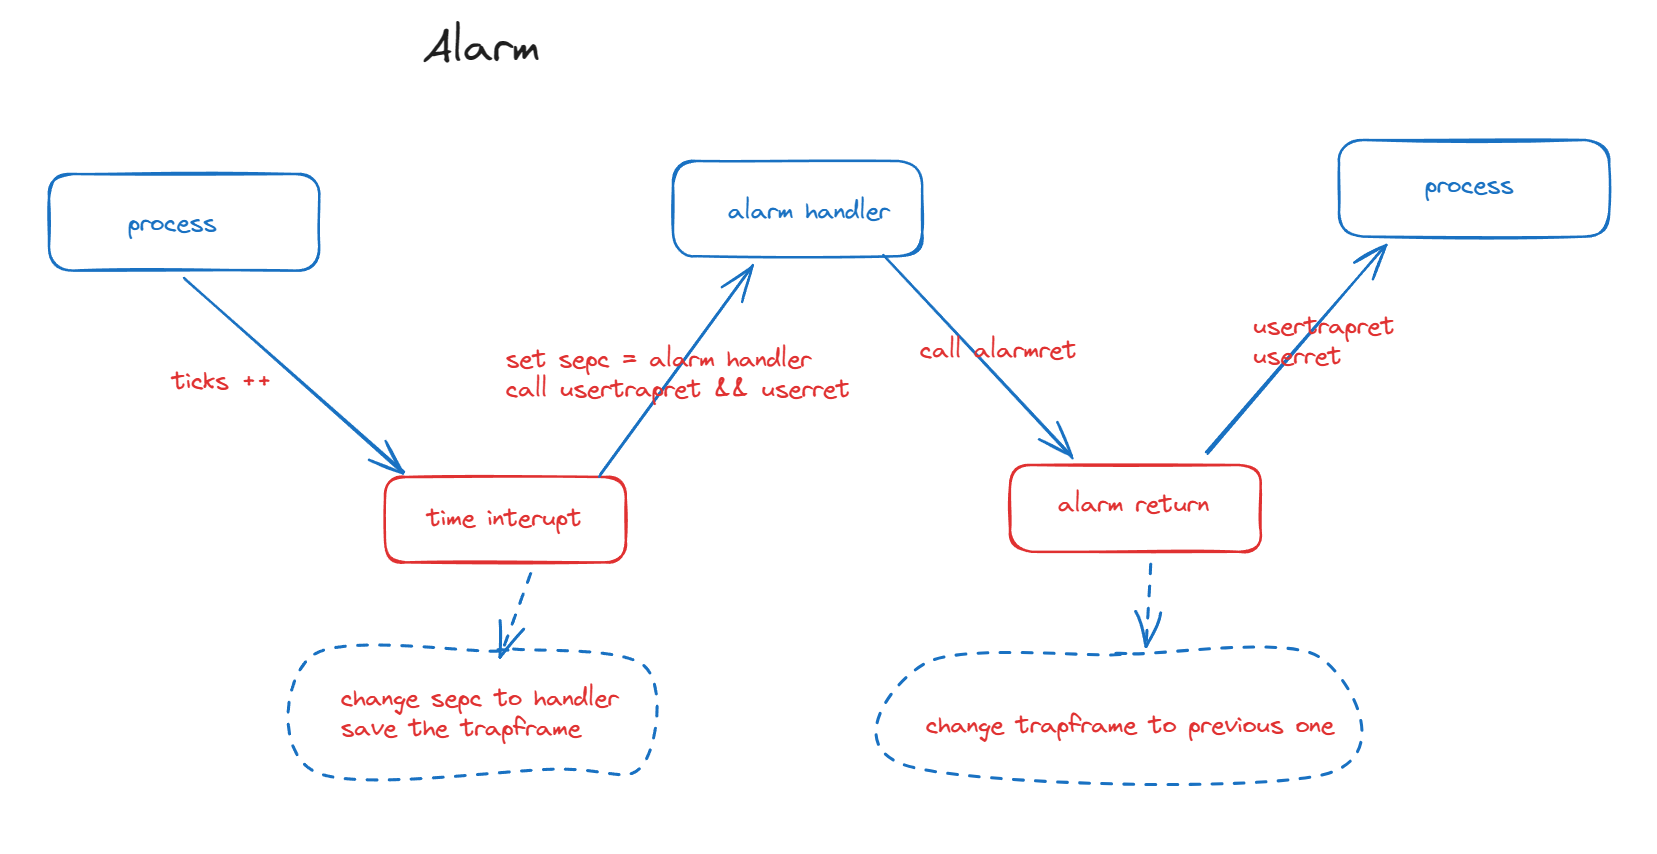 Alarm
process
alarm handler
process
ticks ++
set sepc = alarm handler
call usertrapret && userret
call alarmret
usertrapret
userret
time interupt
alarm return
change sepc to handler
save the trapframe
change trapframe to previous one